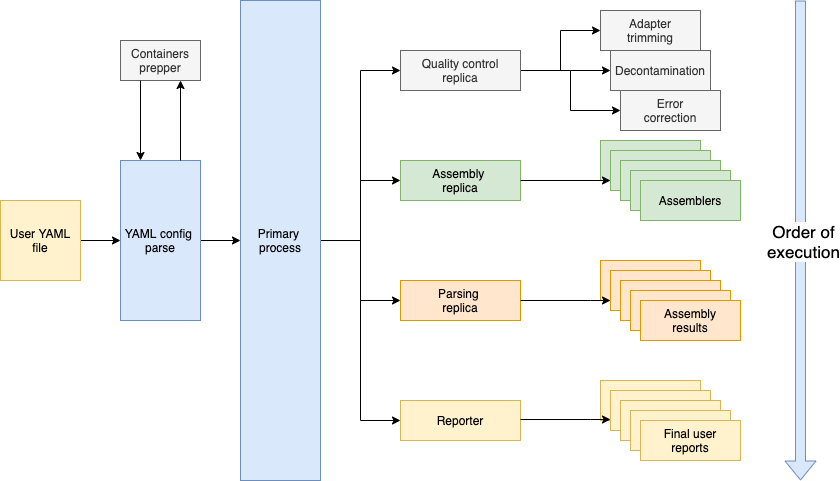 Containers
prepper
User YAML
file
YAML config
parse
Primary
process
Quality control
replica
Adapter
trimming
Decontamination
Error
correction
Assembly
replica
Assemblers
Parsing
replica
Assembly
results
Reporter
Final user
reports
Order of
execution